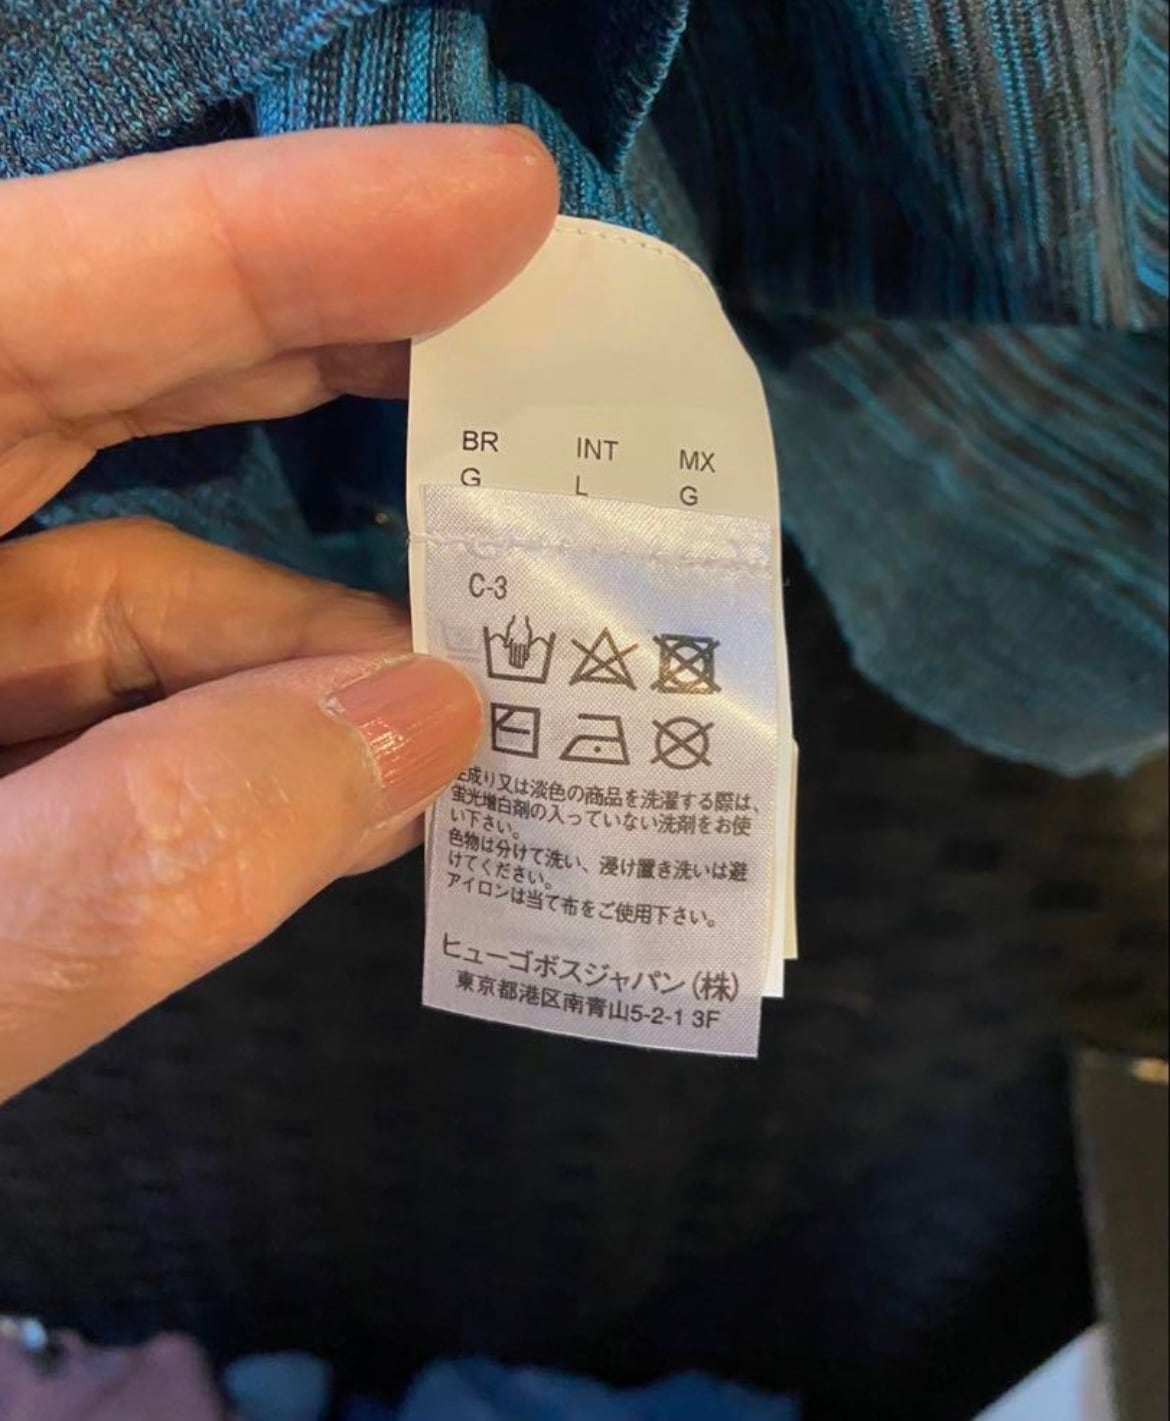 BR INT MX
G L G
C-3
成り又は淡色の商品を洗濯する際は、
蛍光増白剤の入っていない洗剤をお使
い下さい。
色物は分けて洗い、浸け置き洗いは避
けてください。
アイロンは当て布をご使用下さい。
ヒューゴボスジャパン(株)
東京都港区南青山5-2-1 3F